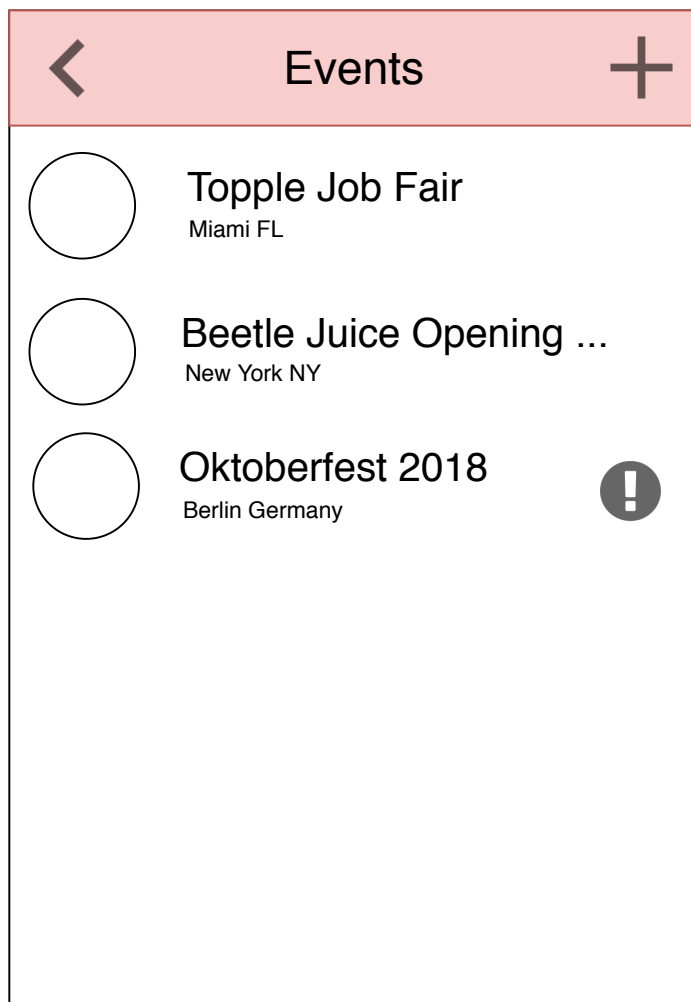 Events
Topple Job Fair
Miami FL
Beetle Juice Opening ...
New York NY
Oktoberfest 2018
Berlin Germany